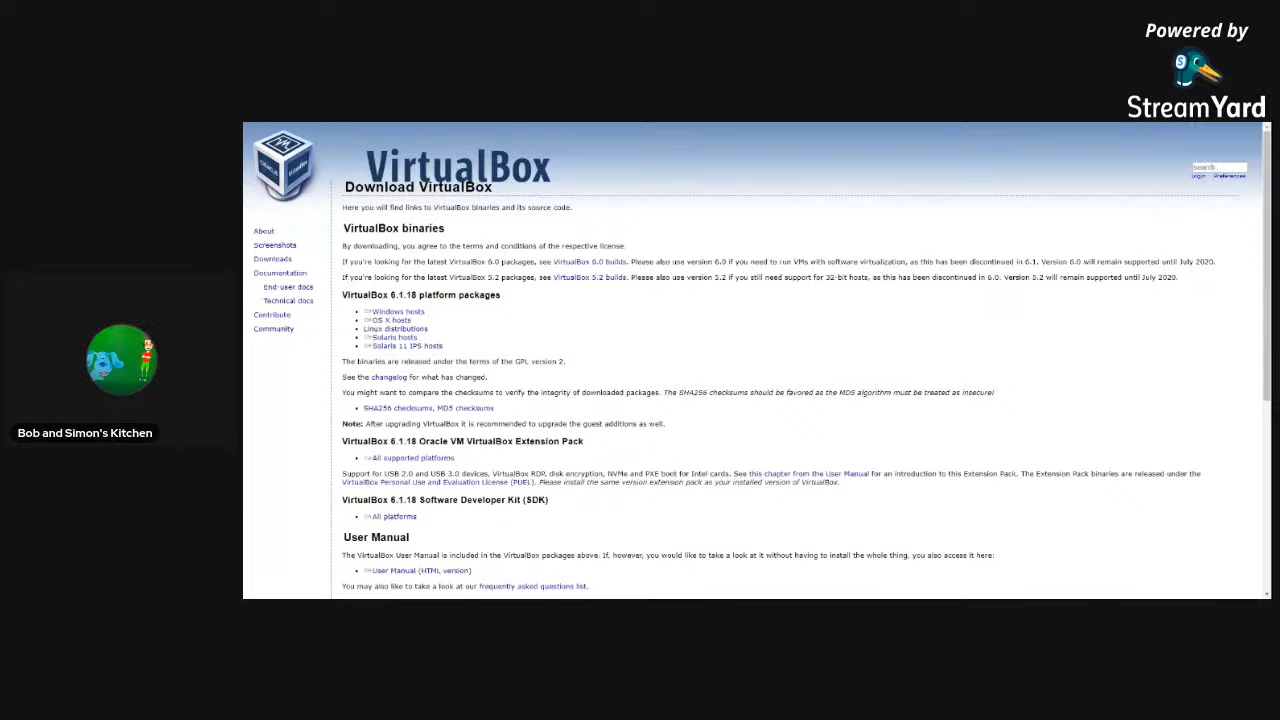 Powered by
StreamYard
VirtualBox
search
Login Preferences
Download VirtualBox
Here you will find links to VirtualBox binaries and its source code.
About
Screenshots
Downloads
Documentation
End-user docs
Technical docs
Contribute
Community
VirtualBox binaries
By downloading, you agree to the terms and conditions of the respective license.
If you're looking for the latest VirtualBox 6.0 packages, see VirtualBox 6.0 builds. Please also use version 6.0 if you need to run VMs with software virtualization, as this has been discontinued in 6.1. Version 6.0 will remain supported until July 2020.
If you're looking for the latest VirtualBox 5.2 packages, see VirtualBox 5.2 builds. Please also use version 5.2 if you still need support for 32-bit hosts, as this has been discontinued in 6.0. Version 5.2 will remain supported until July 2020.
VirtualBox 6.1.18 platform packages
Windows hosts
OS X hosts
Linux distributions
Solaris hosts
Solaris 11 IPS hosts
The binaries are released under the terms of the GPL version 2.
See the changelog for what has changed.
You might want to compare the checksums to verify the integrity of downloaded packages. The SHA256 checksums should be favored as the MD5 algorithm must be treated as insecure!
SHA256 checksums, MD5 checksums
Note: After upgrading VirtualBox it is recommended to upgrade the guest additions as well.
VirtualBox 6.1.18 Oracle VM VirtualBox Extension Pack
All supported platforms
Support for USB 2.0 and USB 3.0 devices, VirtualBox RDP, disk encryption, NVMe and PXE boot for Intel cards. See this chapter from the User Manual for an introduction to this Extension Pack. The Extension Pack binaries are released under the
VirtualBox Personal Use and Evaluation License (PUEL). Please install the same version extension pack as your installed version of VirtualBox.
VirtualBox 6.1.18 Software Developer Kit (SDK)
All platforms
User Manual
The VirtualBox User Manual is included in the VirtualBox packages above. If, however, you would like to take a look at it without having to install the whole thing, you also access it here:
User Manual (HTML version)
You may also like to take a look at our frequently asked questions list.
Bob and Simon's Kitchen